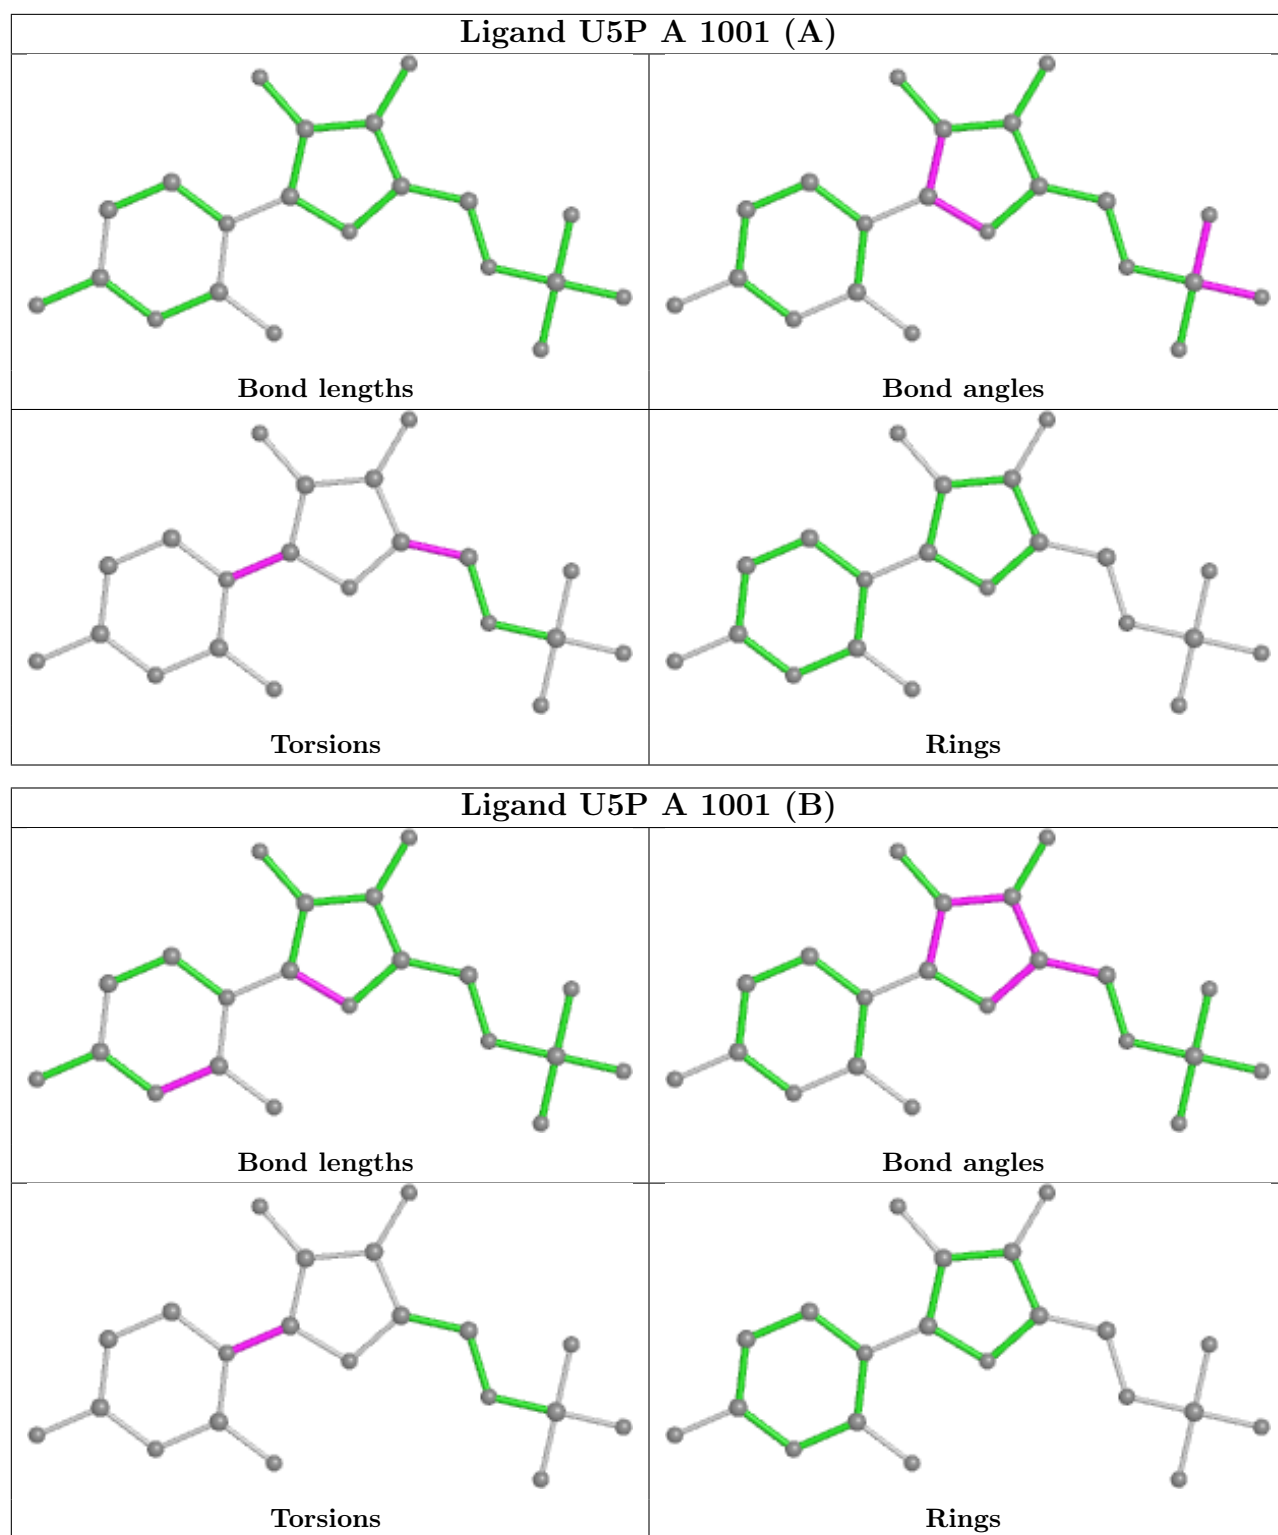 Ligand U5P A 1001 (A)
Bond lengths
Bond angles
Torsions
Rings
Ligand U5P A 1001 (B)
Bond lengths
Bond angles
Torsions
Rings